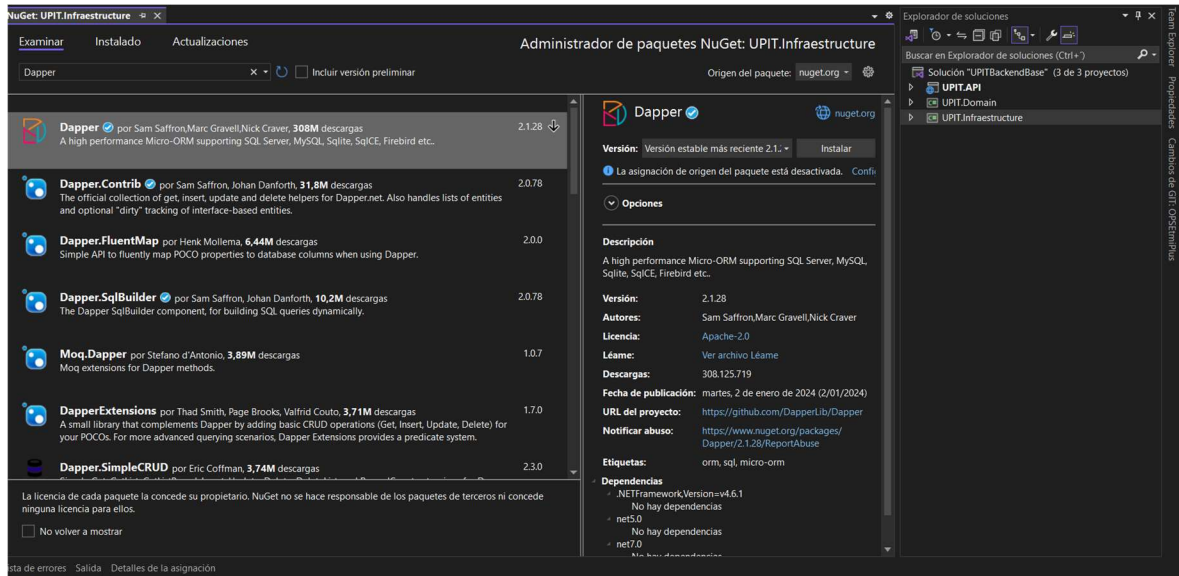 NuGet: UPIT.Infraestructure
Examinar Instalado Actualizaciones
Administrador de paquetes NuGet: UPIT.Infraestructure
Dapper
Incluir versión preliminar
Origen del paquete: nuget.org
Dapper por Sam Saffron,Marc Gravell,Nick Craver, 308M descargas 2.1.28
A high performance Micro-ORM supporting SQL Server, MySQL, Sqlite, SqlCE, Firebird etc..
Dapper.Contrib por Sam Saffron, Johan Danforth, 31,8M descargas 2.0.78
The official collection of get, insert, update and delete helpers for Dapper.net. Also handles lists of entities
and optional "dirty" tracking of interface-based entities.
Dapper.FluentMap por Henk Mollema, 6,44M descargas 2.0.0
Simple API to fluently map POCO properties to database columns when using Dapper.
Dapper.SqlBuilder por Sam Saffron, Johan Danforth, 10,2M descargas 2.0.78
The Dapper SqlBuilder component, for building SQL queries dynamically.
Moq.Dapper por Stefano d'Antonio, 3,89M descargas 1.0.7
Moq extensions for Dapper methods.
DapperExtensions por Thad Smith, Page Brooks, Valfrid Couto, 3,71M descargas 1.7.0
A small library that complements Dapper by adding basic CRUD operations (Get, Insert, Update, Delete) for
your POCOs. For more advanced querying scenarios, Dapper Extensions provides a predicate system.
Dapper.SimpleCRUD por Eric Coffman, 3,74M descargas 2.3.0
La licencia de cada paquete la concede su propietario. NuGet no se hace responsable de los paquetes de terceros ni concede
ninguna licencia para ellos.
No volver a mostrar
Dapper nuget.org
Versión: Versión estable más reciente 2.1. Instalar
La asignación de origen del paquete está desactivada. Confi
Opciones
Descripción
A high performance Micro-ORM supporting SQL Server, MySQL,
Sqlite, SqlCE, Firebird etc..
Versión: 2.1.28
Autores: Sam Saffron,Marc Gravell,Nick Craver
Licencia: Apache-2.0
Léame: Ver archivo Léame
Descargas: 308.125.719
Fecha de publicación: martes, 2 de enero de 2024 (2/01/2024)
URL del proyecto: https://github.com/DapperLib/Dapper
Notificar abuso: https://www.nuget.org/packages/
Dapper/2.1.28/ReportAbuse
Etiquetas: orm, sql, micro-orm
Dependencias
.NETFramework,Version=v4.6.1
No hay dependencias
net5.0
No hay dependencias
net7.0
No hay dependencias
Explorador de soluciones
Buscar en Explorador de soluciones (Ctrl+´)
Solución "UPITBackendBase" (3 de 3 proyectos)
UPIT.API
UPIT.Domain
UPIT.Infraestructure
Team Explorer
Propiedades
Cambios de GIT: OPSEtmiPlus
ista de errores Salida Detalles de la asignación